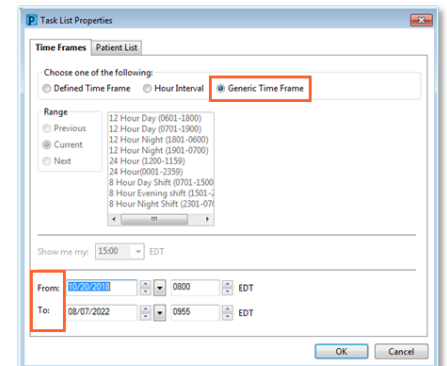 P Task List Properties
Time Frames Patient List
Choose one of the following:
Defined Time Frame Hour Interval Generic Time Frame
Range
Previous
Current
Next
12 Hour Day (0601-1800)
12 Hour Day (0701-1900)
12 Hour Night (1801-0600)
12 Hour Night (1901-0700)
24 Hour (1200-1159)
24 Hour(0001-2359)
8 Hour Day Shift (0701-1500
8 Hour Evening shift (1501-2
8 Hour Night Shift (2301-070
Show me my: 15:00 EDT
From: 10/20/2018 0800 EDT
To: 08/07/2022 0955 EDT
OK Cancel